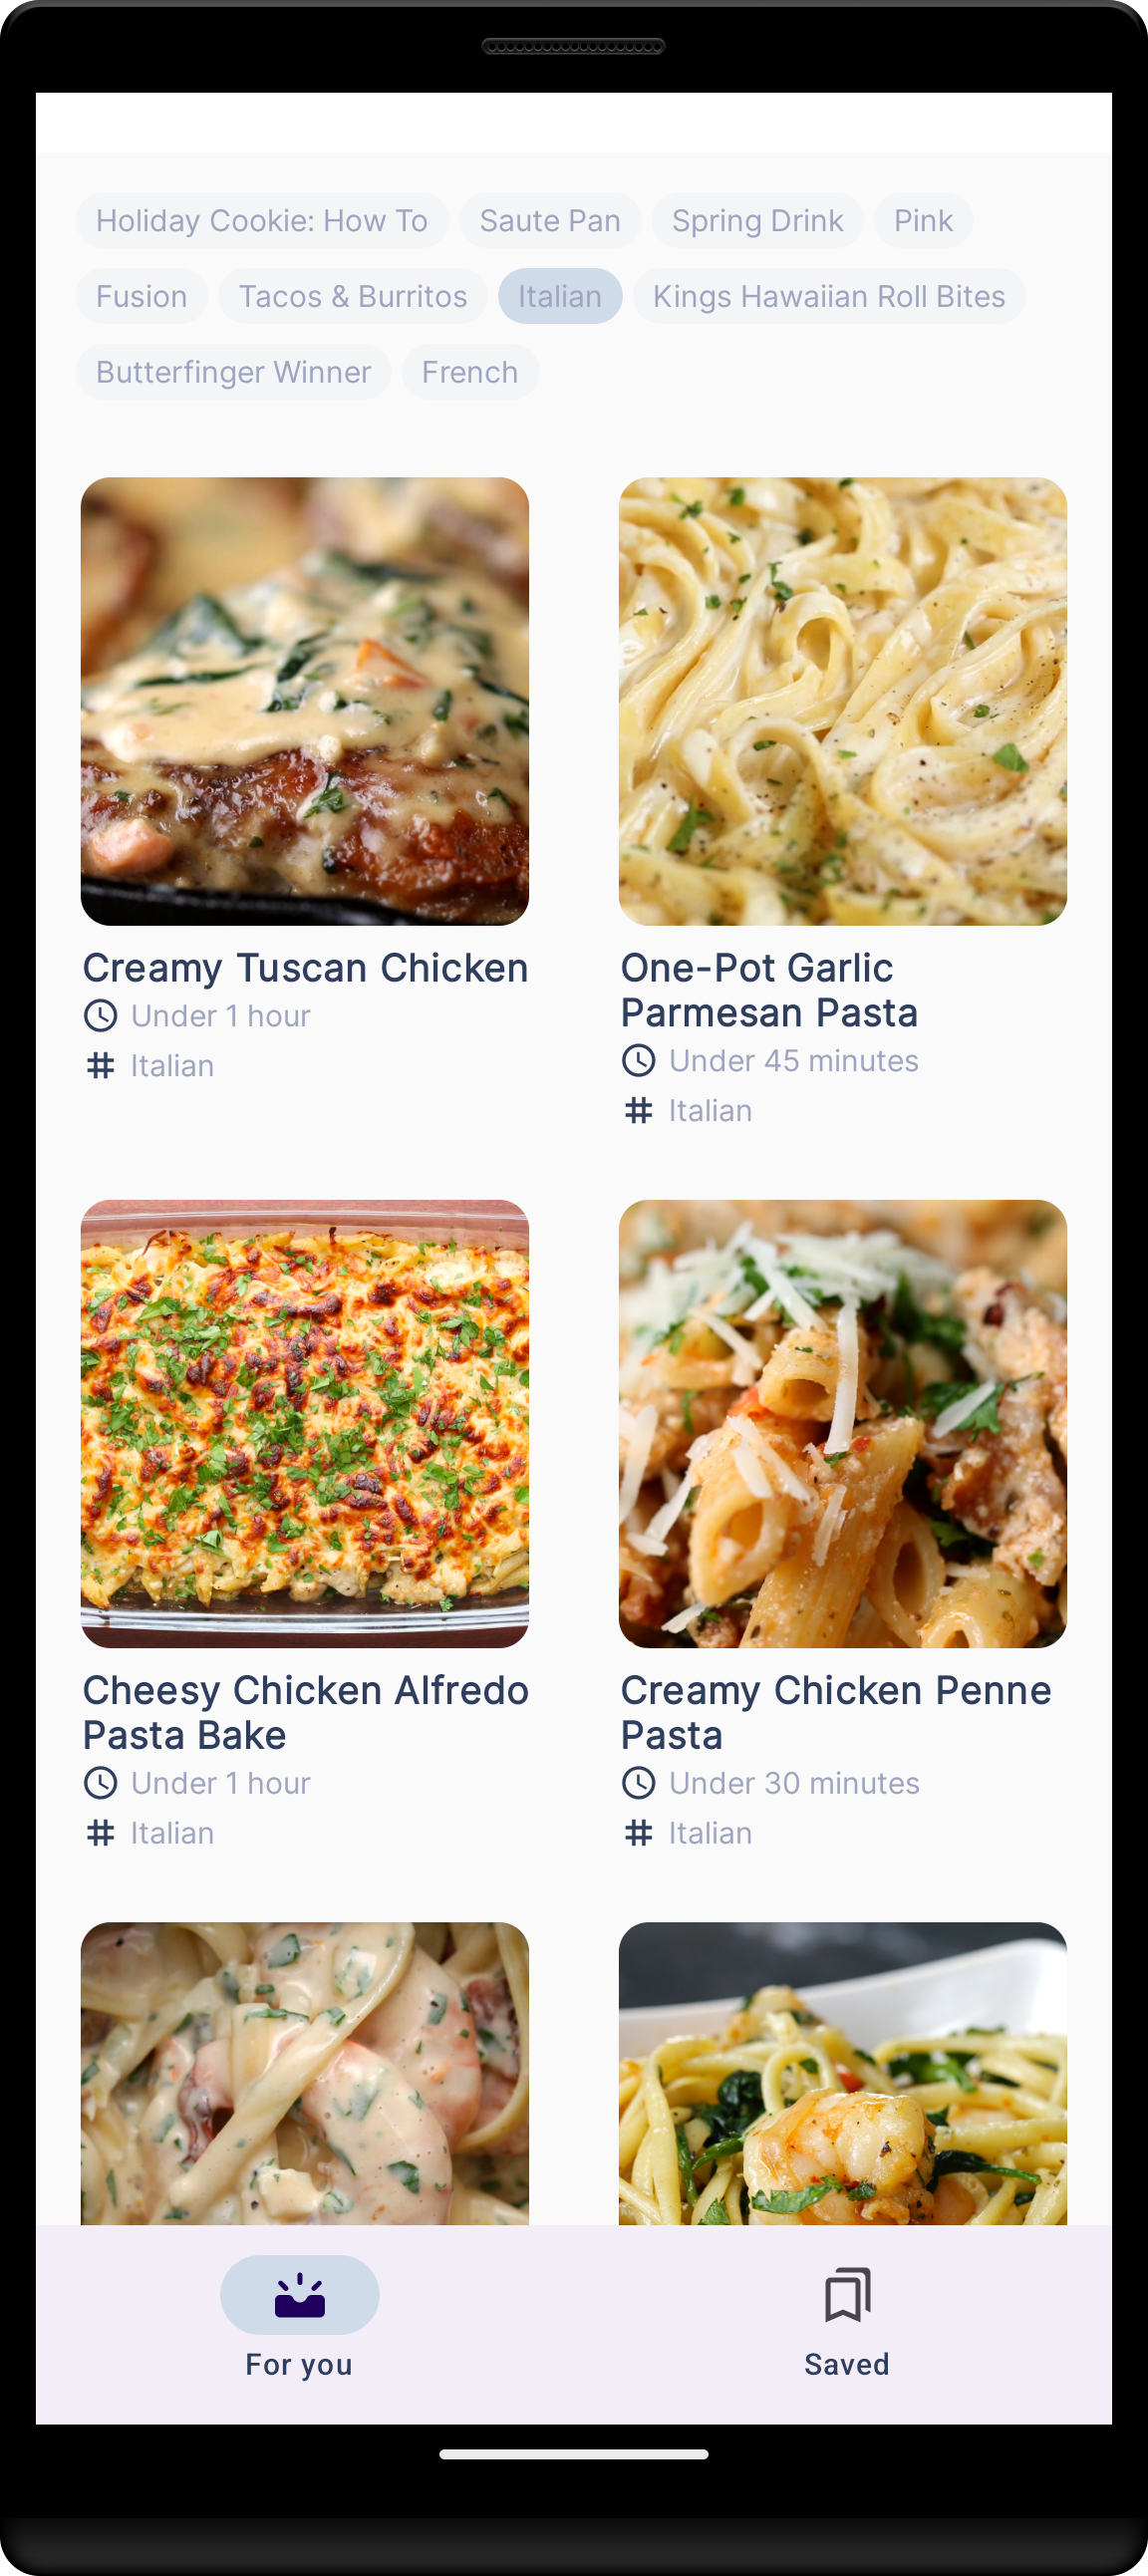 Holiday Cookie: How To
Saute Pan
Spring Drink
Pink
Fusion
Tacos & Burritos
Italian
Kings Hawaiian Roll Bites
Butterfinger Winner
French
Creamy Tuscan Chicken
Under 1 hour
Italian
One-Pot Garlic
Parmesan Pasta
Under 45 minutes
Italian
Cheesy Chicken Alfredo
Pasta Bake
Under 1 hour
Italian
Creamy Chicken Penne
Pasta
Under 30 minutes
Italian
For you
Saved